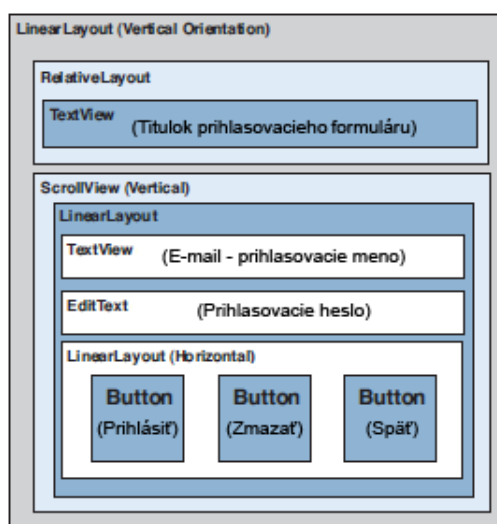 LinearLayout (Vertical Orientation)
RelativeLayout
TextView (Titulok prihlasovacieho formuláru)
ScrollView (Vertical)
LinearLayout
TextView (E-mail - prihlasovacie meno)
EditText (Prihlasovacie heslo)
LinearLayout (Horizontal)
Button Button Button
(Prihlásiť) (Zmazať) (Späť)